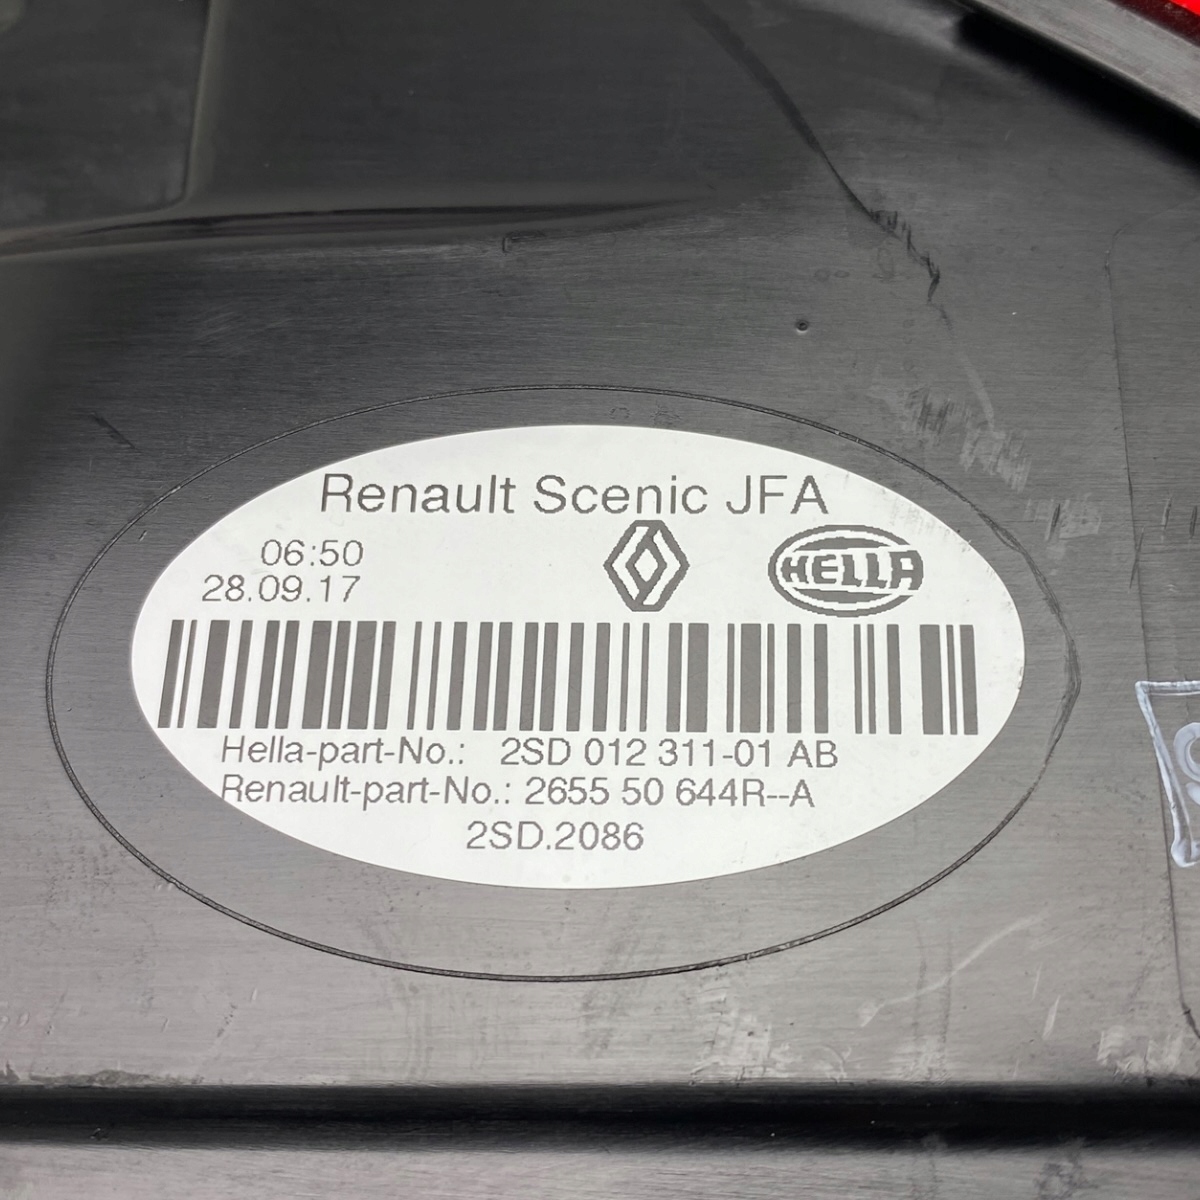 Renault Scenic JFA
06:50
28.09.17
HELLA
Hella-part-No.: 2SD 012 311-01 AB
Renault-part-No.: 2655 50 644R--A
2SD.2086